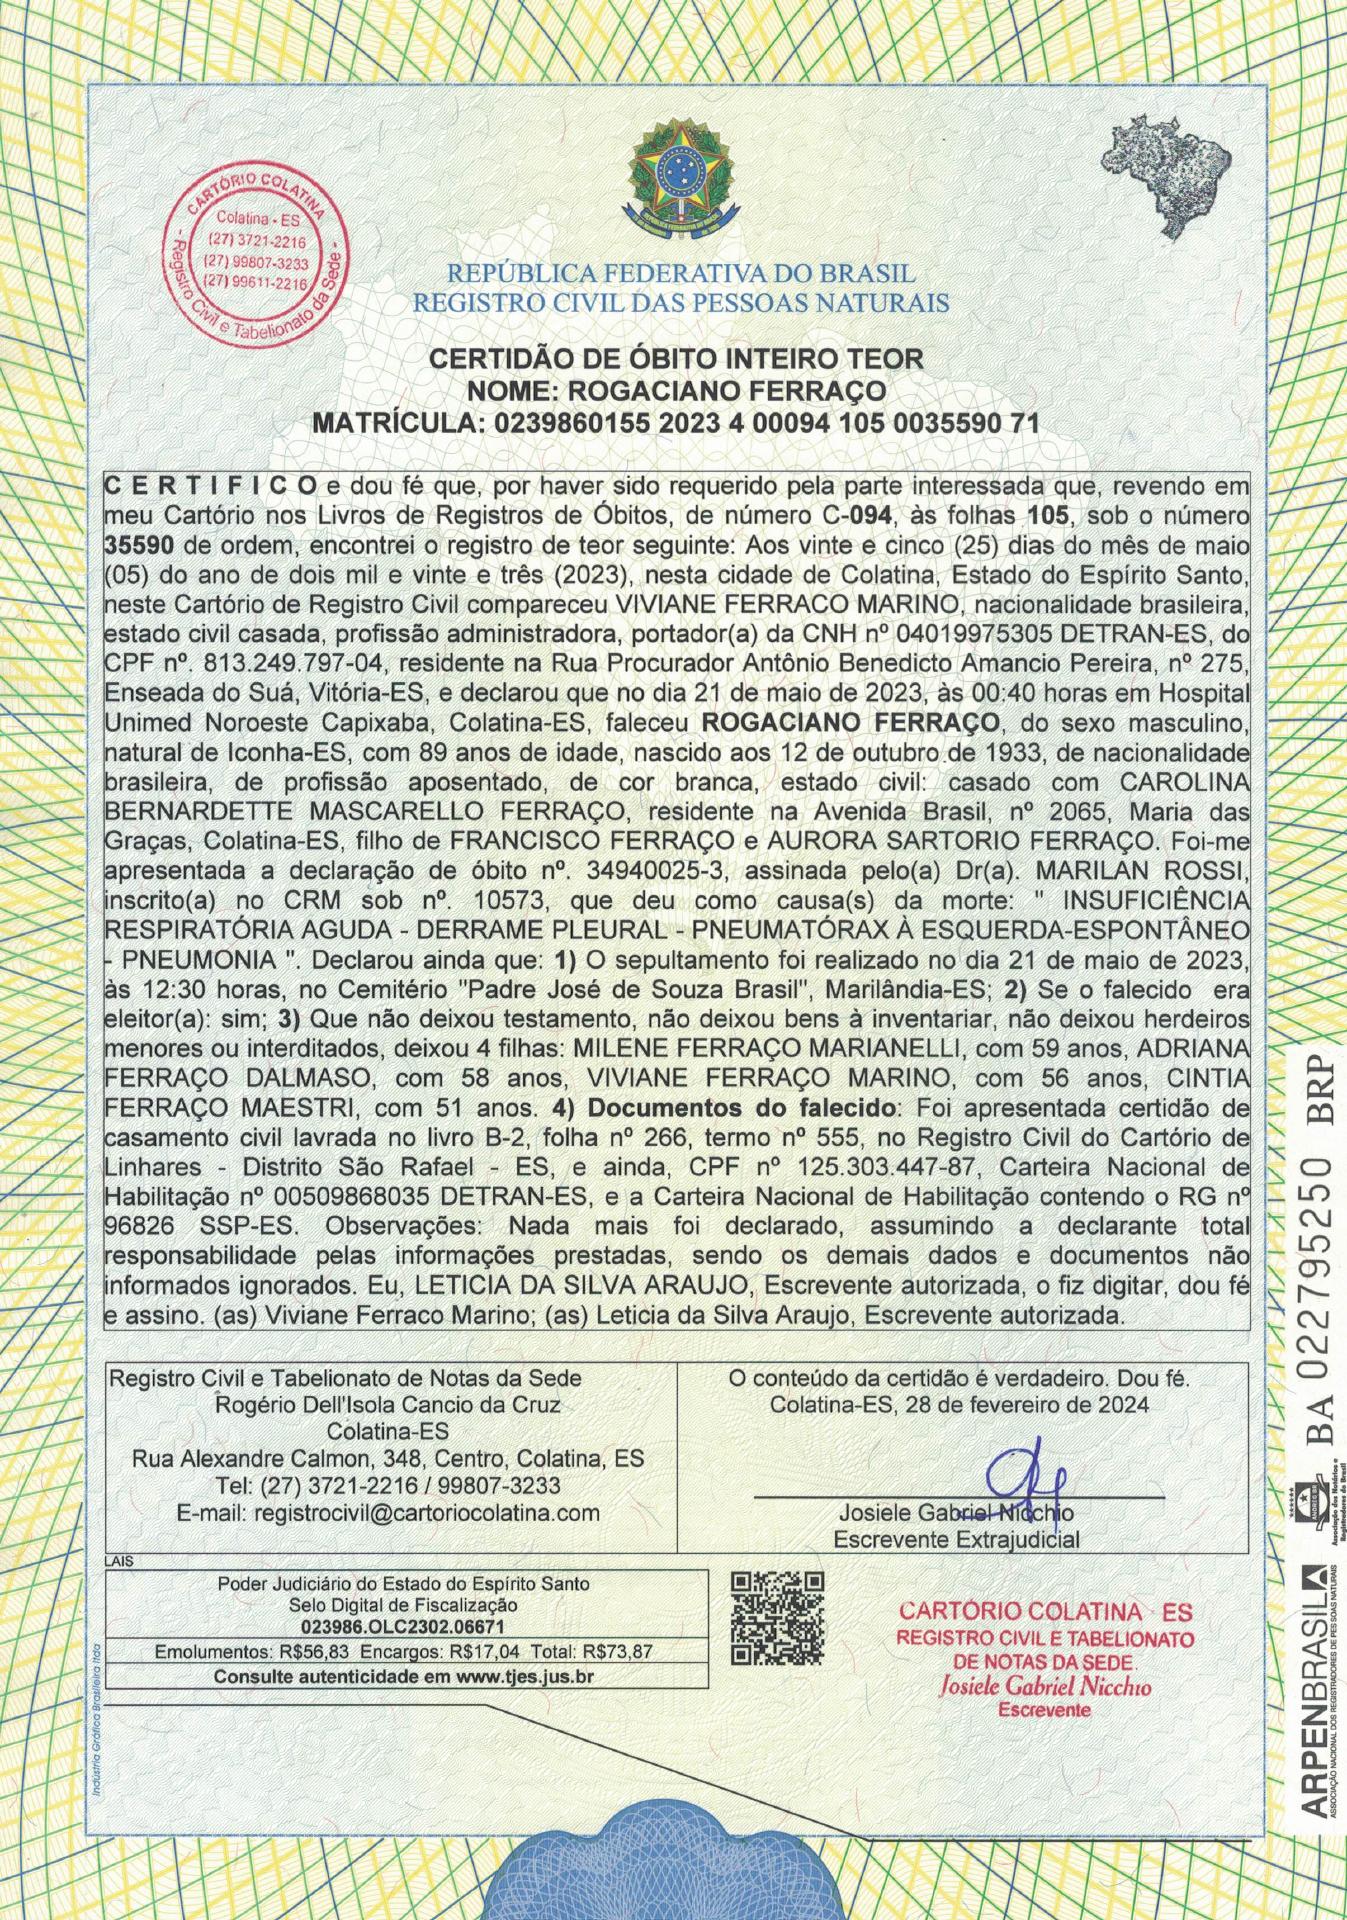 CARTÓRIO COLATINA
Colatina - ES
(27) 3721-2216
(27) 99807-3233
(27) 99611-2216
- Registro Civil e Tabelionato da Sede -
REPÚBLICA FEDERATIVA DO BRASIL
REGISTRO CIVIL DAS PESSOAS NATURAIS
CERTIDÃO DE ÓBITO INTEIRO TEOR
NOME: ROGACIANO FERRAÇO
MATRÍCULA: 0239860155 2023 4 00094 105 0035590 71
C E R T I F I C O e dou fé que, por haver sido requerido pela parte interessada que, revendo em
meu Cartório nos Livros de Registros de Óbitos, de número C-094, às folhas 105, sob o número
35590 de ordem, encontrei o registro de teor seguinte: Aos vinte e cinco (25) dias do mês de maio
(05) do ano de dois mil e vinte e três (2023), nesta cidade de Colatina, Estado do Espírito Santo,
neste Cartório de Registro Civil compareceu VIVIANE FERRACO MARINO, nacionalidade brasileira,
estado civil casada, profissão administradora, portador(a) da CNH nº 04019975305 DETRAN-ES, do
CPF nº. 813.249.797-04, residente na Rua Procurador Antônio Benedicto Amancio Pereira, nº 275,
Enseada do Suá, Vitória-ES, e declarou que no dia 21 de maio de 2023, às 00:40 horas em Hospital
Unimed Noroeste Capixaba, Colatina-ES, faleceu ROGACIANO FERRAÇO, do sexo masculino,
natural de Iconha-ES, com 89 anos de idade, nascido aos 12 de outubro de 1933, de nacionalidade
brasileira, de profissão aposentado, de cor branca, estado civil: casado com CAROLINA
BERNARDETTE MASCARELLO FERRAÇO, residente na Avenida Brasil, nº 2065, Maria das
Graças, Colatina-ES, filho de FRANCISCO FERRAÇO e AURORA SARTORIO FERRAÇO. Foi-me
apresentada a declaração de óbito nº. 34940025-3, assinada pelo(a) Dr(a). MARILAN ROSSI,
inscrito(a) no CRM sob nº. 10573, que deu como causa(s) da morte: " INSUFICIÊNCIA
RESPIRATÓRIA AGUDA - DERRAME PLEURAL - PNEUMATÓRAX À ESQUERDA-ESPONTÂNEO
- PNEUMONIA ". Declarou ainda que: 1) O sepultamento foi realizado no dia 21 de maio de 2023,
às 12:30 horas, no Cemitério "Padre José de Souza Brasil", Marilândia-ES; 2) Se o falecido era
eleitor(a): sim; 3) Que não deixou testamento, não deixou bens à inventariar, não deixou herdeiros
menores ou interditados, deixou 4 filhas: MILENE FERRAÇO MARIANELLI, com 59 anos, ADRIANA
FERRAÇO DALMASO, com 58 anos, VIVIANE FERRAÇO MARINO, com 56 anos, CINTIA
FERRAÇO MAESTRI, com 51 anos. 4) Documentos do falecido: Foi apresentada certidão de
casamento civil lavrada no livro B-2, folha nº 266, termo nº 555, no Registro Civil do Cartório de
Linhares - Distrito São Rafael - ES, e ainda, CPF nº 125.303.447-87, Carteira Nacional de
Habilitação nº 00509868035 DETRAN-ES, e a Carteira Nacional de Habilitação contendo o RG nº
96826 SSP-ES. Observações: Nada mais foi declarado, assumindo a declarante total
responsabilidade pelas informações prestadas, sendo os demais dados e documentos não
informados ignorados. Eu, LETICIA DA SILVA ARAUJO, Escrevente autorizada, o fiz digitar, dou fé
e assino. (as) Viviane Ferraco Marino; (as) Leticia da Silva Araujo, Escrevente autorizada.
Registro Civil e Tabelionato de Notas da Sede
Rogério Dell'Isola Cancio da Cruz
Colatina-ES
Rua Alexandre Calmon, 348, Centro, Colatina, ES
Tel: (27) 3721-2216 / 99807-3233
E-mail: registrocivil@cartoriocolatina.com
O conteúdo da certidão é verdadeiro. Dou fé.
Colatina-ES, 28 de fevereiro de 2024
Josiele Gabriel Nicchio
Escrevente Extrajudicial
LAIS
Poder Judiciário do Estado do Espírito Santo
Selo Digital de Fiscalização
023986.OLC2302.06671
Emolumentos: R$56,83 Encargos: R$17,04 Total: R$73,87
Consulte autenticidade em www.tjes.jus.br
CARTÓRIO COLATINA ES
REGISTRO CIVIL E TABELIONATO
DE NOTAS DA SEDE
Josiele Gabriel Nicchio
Escrevente
Indústria Gráfica Brasileira ltda
BA 022795250 BRP
Associação dos Notários e
Registradores do Brasil
ARPENBRASIL
ASSOCIAÇÃO NACIONAL DOS REGISTRADORES DE PESSOAS NATURAIS